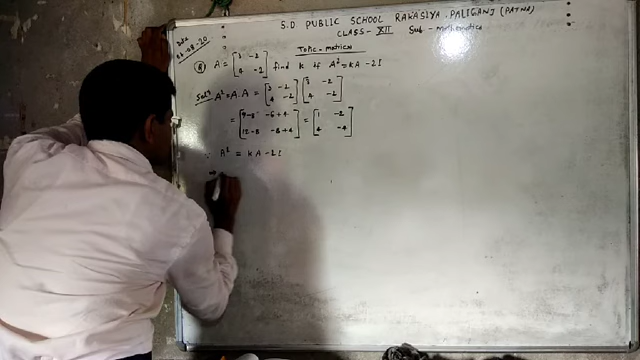 S.D PUBLIC SCHOOL RAKASIYA PALIGANJ (PATNA)
CLASS- XII Sub - mathematics
Date
Topic-matrices
Q A = [3 -2; 4 -2] find k if A² = kA - 2I
Solⁿ A² = A.A = [3 -2; 4 -2] [3 -2; 4 -2]
= [9-8 -6+4; 12-8 -8+4] = [1 -2; 4 -4]
∵ A² = kA - 2I
⇒